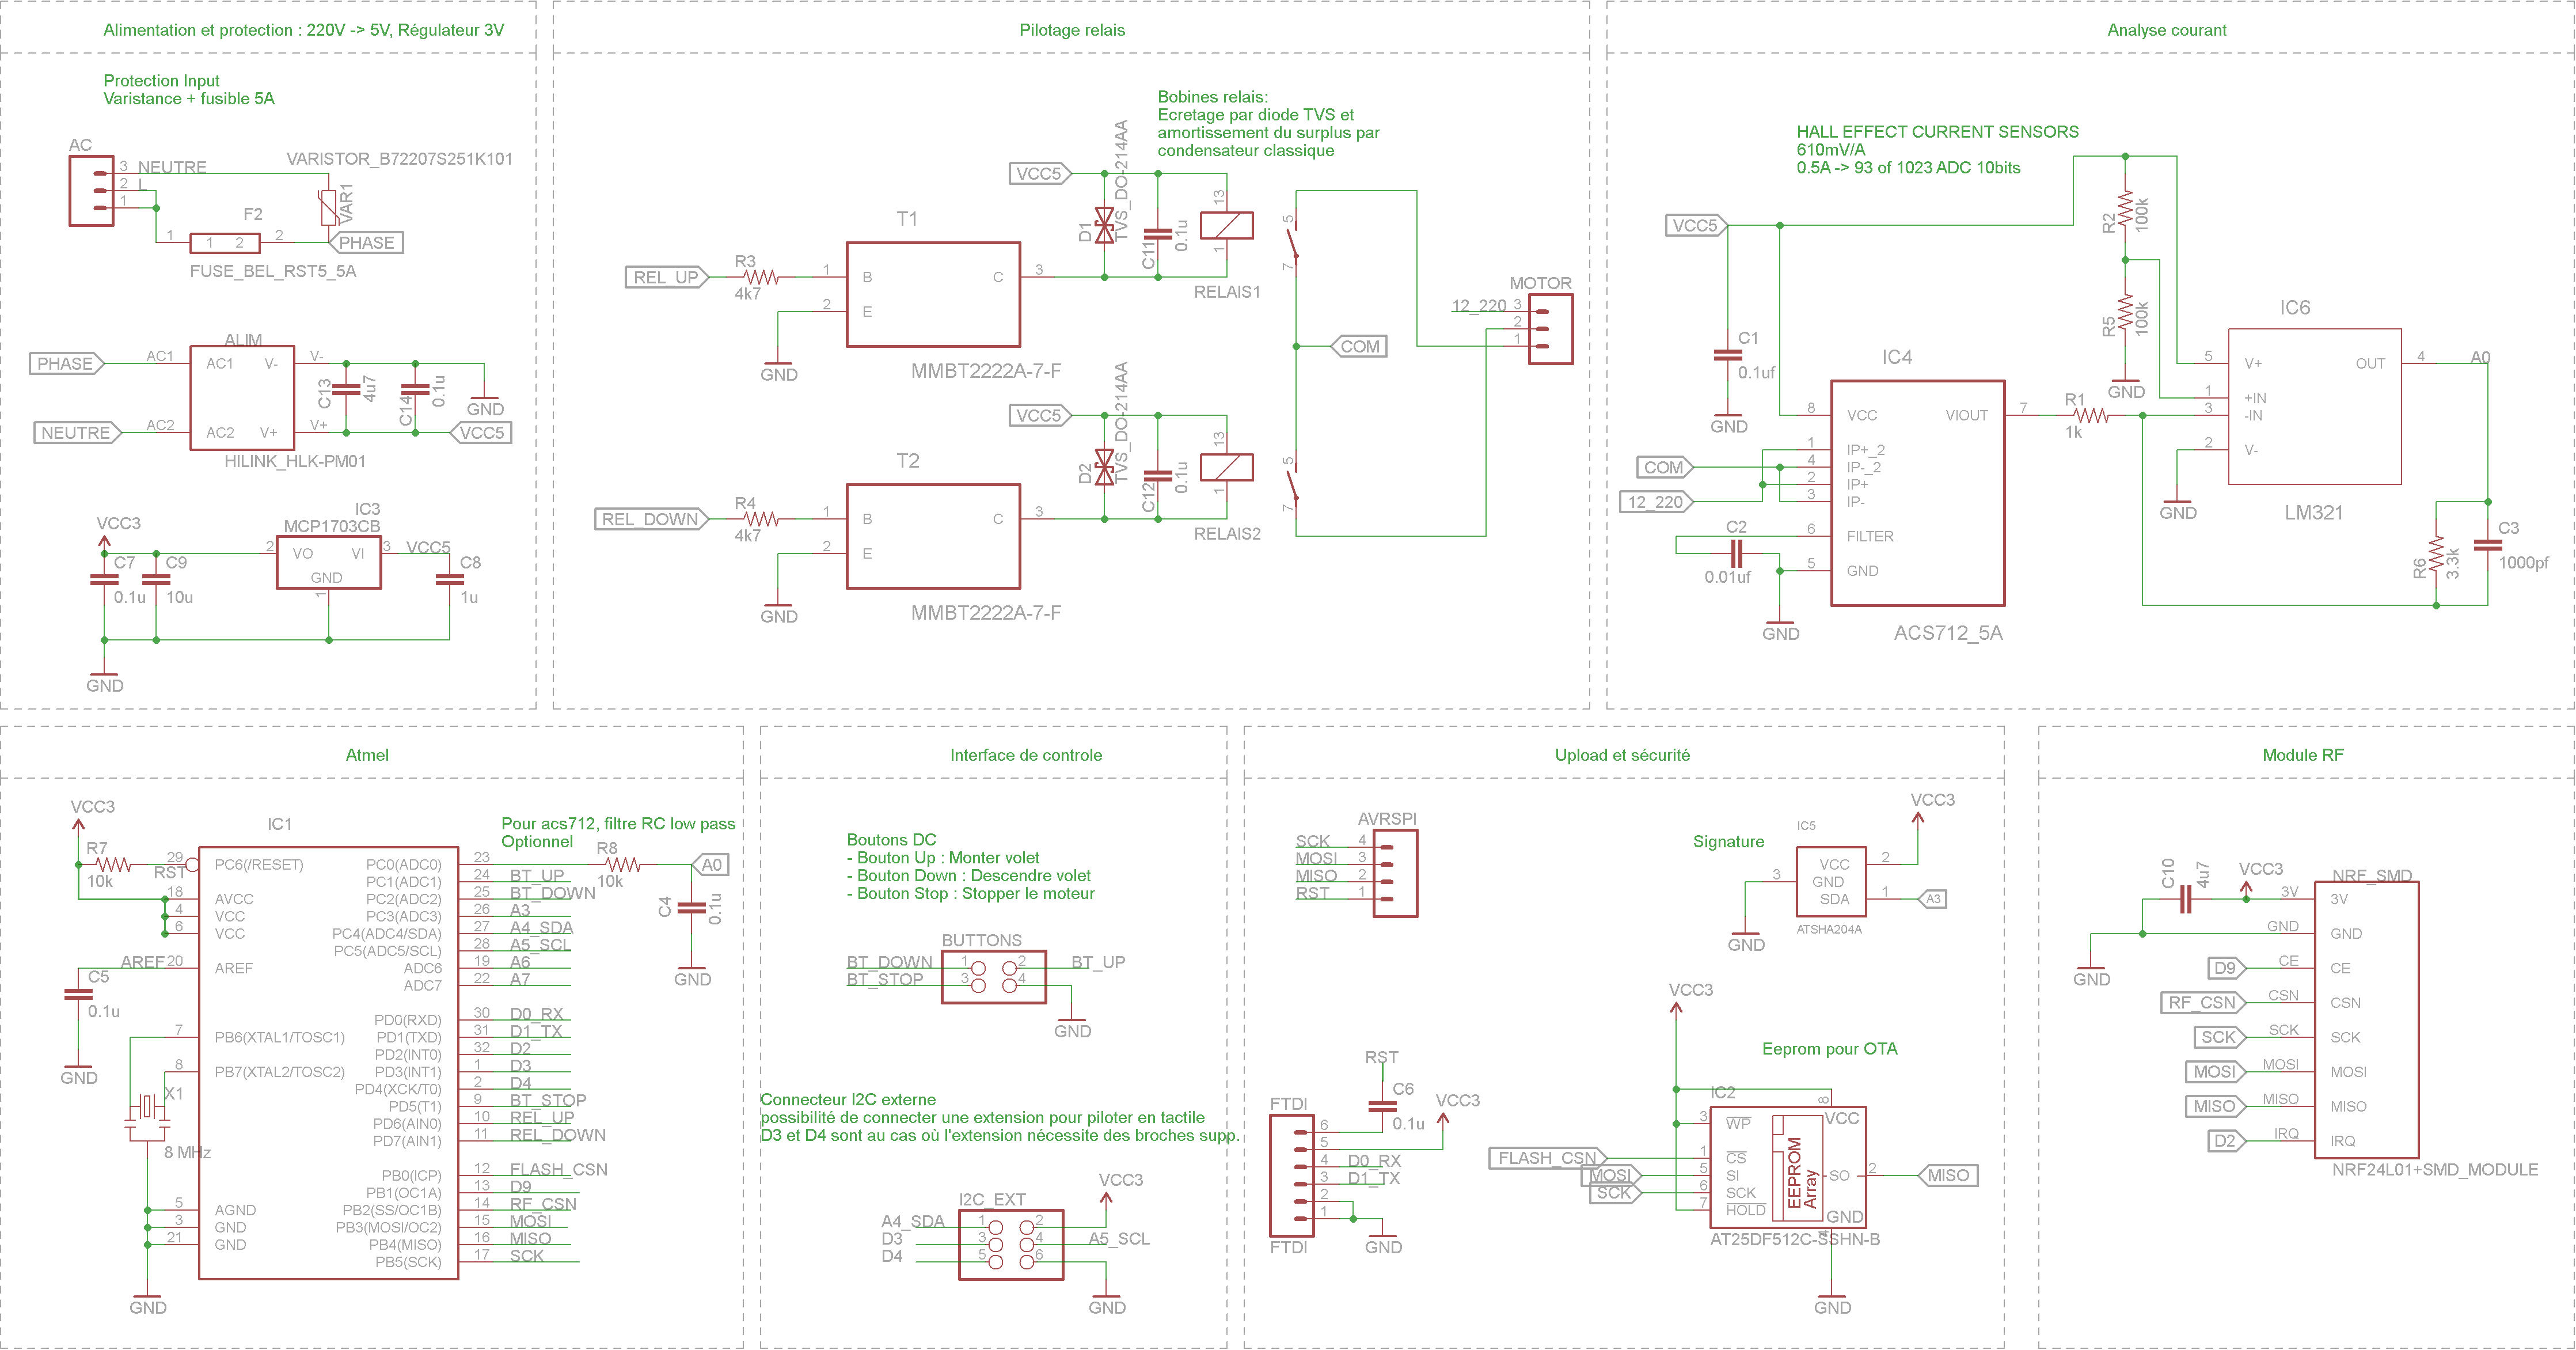 Alimentation et protection : 220V -> 5V, Régulateur 3V
Protection Input
Varistance + fusible 5A
AC
3 NEUTRE
2 L
1
VARISTOR_B72207S251K101
VAR1
F2
1 1 2 2
PHASE
FUSE_BEL_RST5_5A
ALIM
PHASE AC1 AC1 V- V-
NEUTRE AC2 AC2 V+ V+ VCC5
C13 4u7
C14 0.1u
GND
HILINK_HLK-PM01
IC3
MCP1703CB
VCC3
2 VO VI 3 VCC5
GND
1
C7 0.1u
C9 10u
C8 1u
GND
Pilotage relais
Bobines relais:
Ecretage par diode TVS et
amortissement du surplus par
condensateur classique
VCC5
D1
TVS_DO-214AA
C11 0.1u
13
1
RELAIS1
T1
REL_UP R3 4k7
1 B C 3
2 E
GND
MMBT2222A-7-F
5
7
COM
MOTOR
12_220 3
2
1
VCC5
D2
TVS_DO-214AA
C12 0.1u
13
1
RELAIS2
T2
REL_DOWN R4 4k7
1 B C 3
2 E
GND
MMBT2222A-7-F
5
7
Analyse courant
HALL EFFECT CURRENT SENSORS
610mV/A
0.5A -> 93 of 1023 ADC 10bits
VCC5
R2 100k
R5 100k
GND
C1
0.1uf
GND
IC4
8 VCC VIOUT 7
1 IP+_2
4 IP-_2
2 IP+
3 IP-
6 FILTER
5 GND
COM
12_220
C2
0.01uf
GND
ACS712_5A
R1
1k
IC6
5 V+ OUT 4 A0
1 +IN
3 -IN
2 V-
GND
LM321
R6 3.3k
C3
1000pf
Atmel
VCC3
IC1
Pour acs712, filtre RC low pass
Optionnel
R7
10k
RST
29 PC6(/RESET)
18 AVCC
4 VCC
6 VCC
AREF 20 AREF
C5
0.1u
GND
7 PB6(XTAL1/TOSC1)
8 PB7(XTAL2/TOSC2)
X1
8 MHz
5 AGND
3 GND
21 GND
GND
PC0(ADC0) 23
R8
10k
A0
C4 0.1u
GND
PC1(ADC1) 24 BT_UP
PC2(ADC2) 25 BT_DOWN
PC3(ADC3) 26 A3
PC4(ADC4/SDA) 27 A4_SDA
PC5(ADC5/SCL) 28 A5_SCL
ADC6 19 A6
ADC7 22 A7
PD0(RXD) 30 D0_RX
PD1(TXD) 31 D1_TX
PD2(INT0) 32 D2
PD3(INT1) 1 D3
PD4(XCK/T0) 2 D4
PD5(T1) 9 BT_STOP
PD6(AIN0) 10 REL_UP
PD7(AIN1) 11 REL_DOWN
PB0(ICP) 12 FLASH_CSN
PB1(OC1A) 13 D9
PB2(SS/OC1B) 14 RF_CSN
PB3(MOSI/OC2) 15 MOSI
PB4(MISO) 16 MISO
PB5(SCK) 17 SCK
Interface de controle
Boutons DC
- Bouton Up : Monter volet
- Bouton Down : Descendre volet
- Bouton Stop : Stopper le moteur
BUTTONS
BT_DOWN 1 2 BT_UP
BT_STOP 3 4
GND
Connecteur I2C externe
possibilité de connecter une extension pour piloter en tactile
D3 et D4 sont au cas où l'extension nécessite des broches supp.
I2C_EXT
VCC3
A4_SDA 1 2
D3 3 4 A5_SCL
D4 5 6
GND
Upload et sécurité
AVRSPI
SCK 4
MOSI 3
MISO 2
RST 1
Signature
VCC3
IC5
VCC 2
3 GND
SDA 1 A3
ATSHA204A
GND
RST
C6
0.1u
VCC3
FTDI
6
5
4 D0_RX
3 D1_TX
2
1
FTDI
GND
VCC3
Eeprom pour OTA
IC2
8
VCC
3 WP
FLASH_CSN 1 CS
MOSI 5 SI
SCK 6 SCK
7 HOLD
EEPROM
Array
SO 2 MISO
GND
4
AT25DF512C-SSHN-B
GND
Module RF
C10 4u7
VCC3
NRF_SMD
3V 3V
GND GND
GND
D9 CE CE
RF_CSN CSN CSN
SCK SCK SCK
MOSI MOSI MOSI
MISO MISO MISO
D2 IRQ IRQ
NRF24L01+SMD_MODULE